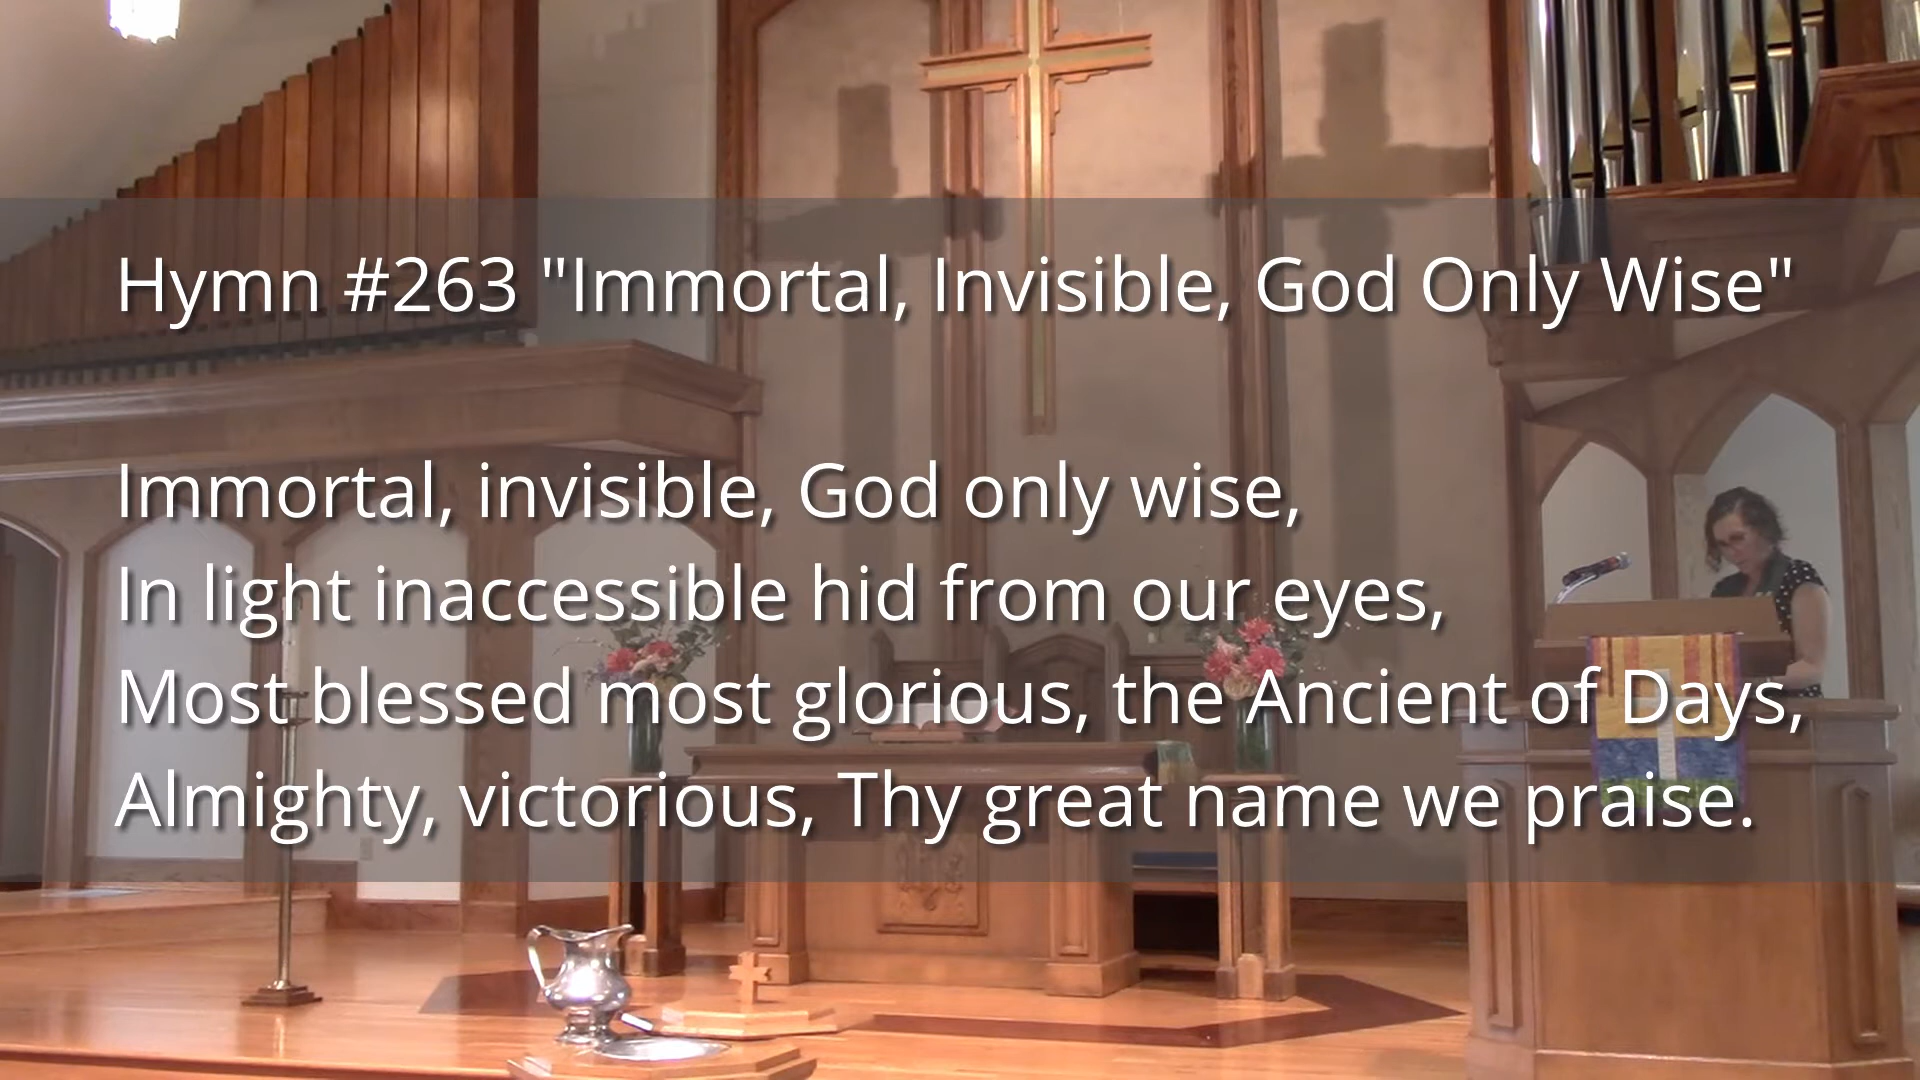 Hymn #263 "Immortal, Invisible, God Only Wise"
Immortal, invisible, God only wise,
In light inaccessible hid from our eyes,
Most blessed most glorious, the Ancient of Days,
Almighty, victorious, Thy great name we praise.